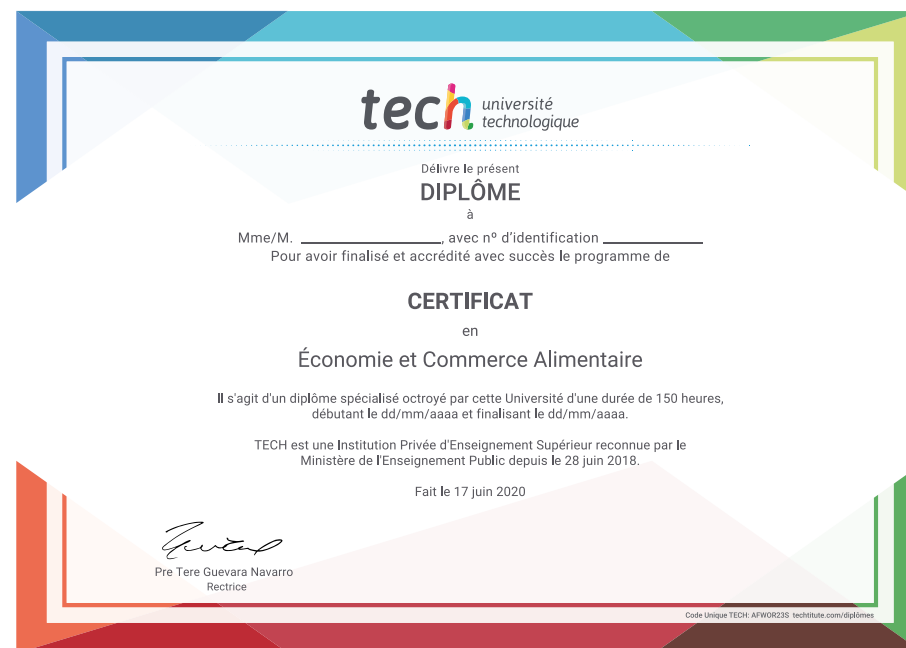 tech université
technologique
Délivre le présent
DIPLÔME
à
Mme/M. ____________, avec nº d'identification ____________
Pour avoir finalisé et accrédité avec succès le programme de
CERTIFICAT
en
Économie et Commerce Alimentaire
Il s'agit d'un diplôme spécialisé octroyé par cette Université d'une durée de 150 heures,
débutant le dd/mm/aaaa et finalisant le dd/mm/aaaa.
TECH est une Institution Privée d'Enseignement Supérieur reconnue par le
Ministère de l'Enseignement Public depuis le 28 juin 2018.
Fait le 17 juin 2020
Pre Tere Guevara Navarro
Rectrice
Code Unique TECH: AFWOR23S techtitute.com/diplômes